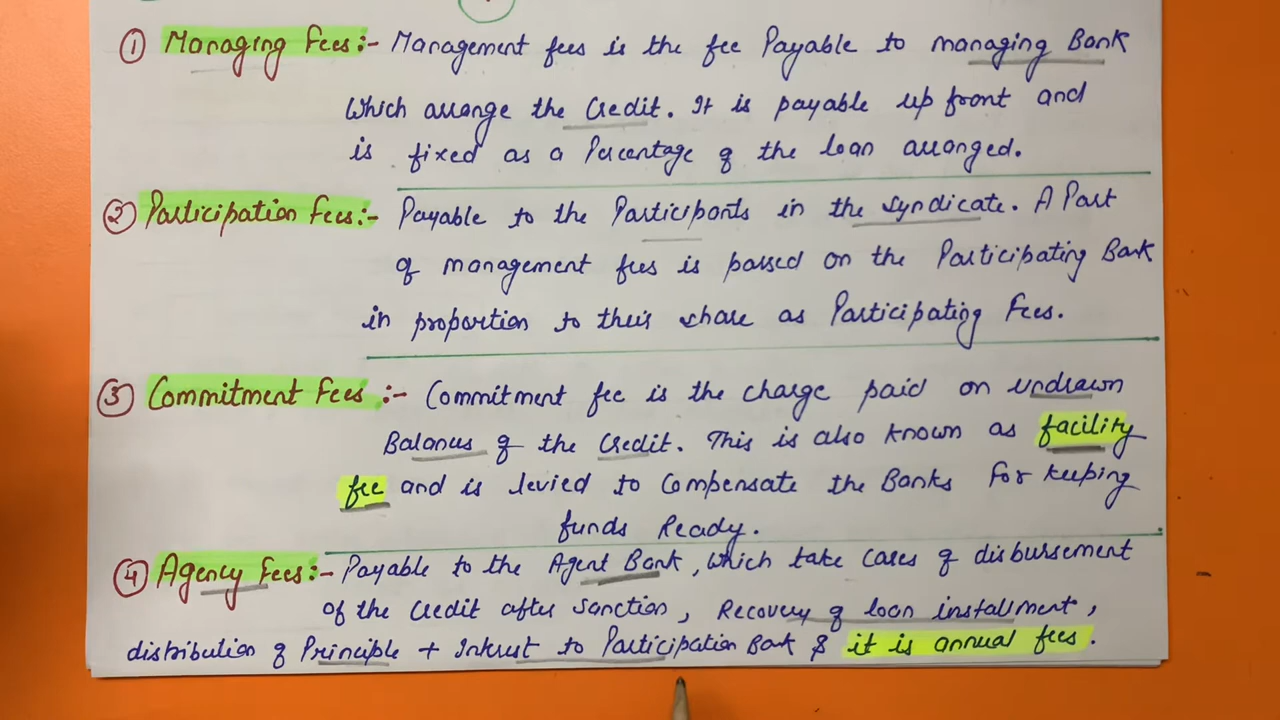 ① Managing Fees:- Management fees is the fee Payable to managing Bank
Which arrange the Credit. It is payable up front and
is fixed as a Percentage of the loan arranged.
② Participation Fees:- Payable to the Participants in the syndicate. A Part
of management fees is passed on the Participating Bank
in proportion to their share as Participating Fees.
③ Commitment Fees :- Commitment fee is the charge paid on undrawn
Balances of the Credit. This is also known as facility
fee and is levied to Compensate the Banks For keeping
funds Ready.
④ Agency Fees:- Payable to the Agent Bank, Which take cares of disbursement
of the Credit after Sanction, Recovery of loan installment,
distribution of Principle + Interest to Participation Bank & it is annual fees.